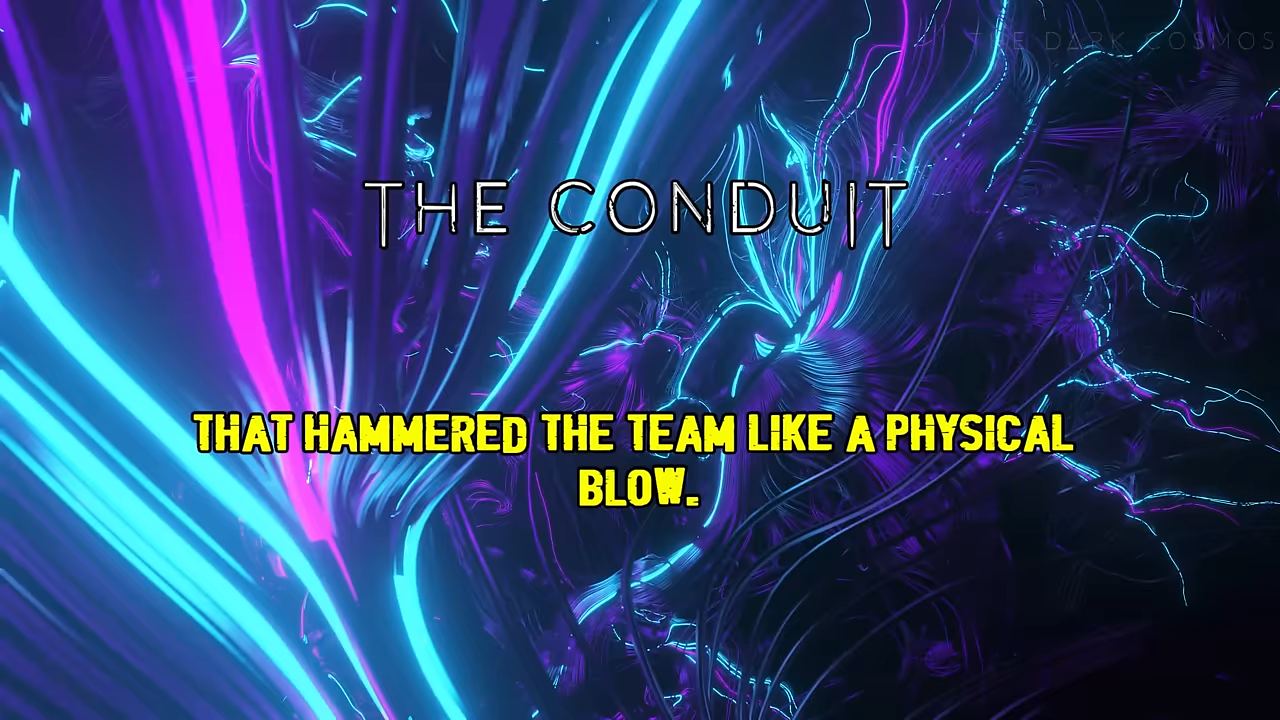 THE DARK COSMOS
THE CONDUIT
THAT HAMMERED THE TEAM LIKE A PHYSICAL
BLOW.